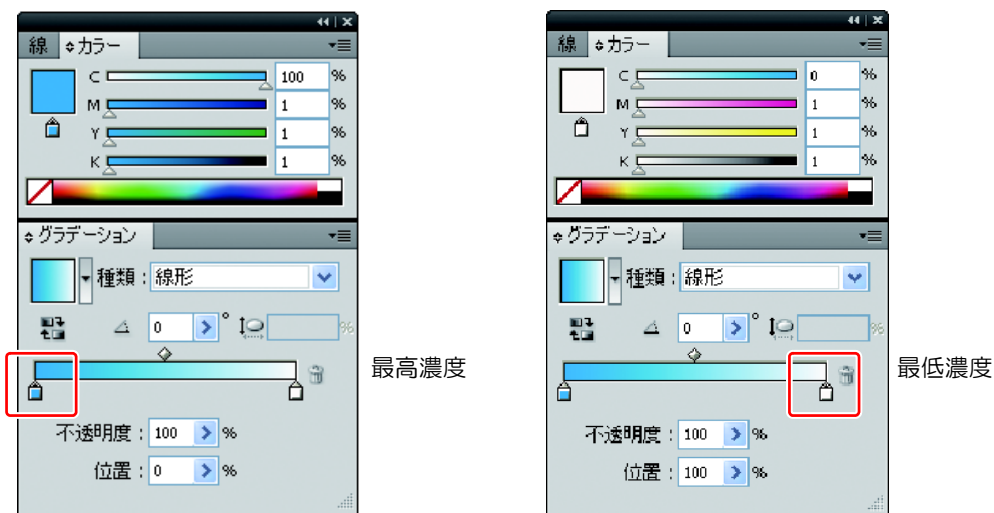 線 カラー
C 100 %
M 1 %
Y 1 %
K 1 %
グラデーション
種類 : 線形
0 °
%
不透明度 : 100 %
位置 : 0 %
最高濃度
線 カラー
C 0 %
M 1 %
Y 1 %
K 1 %
グラデーション
種類 : 線形
0 °
%
不透明度 : 100 %
位置 : 100 %
最低濃度